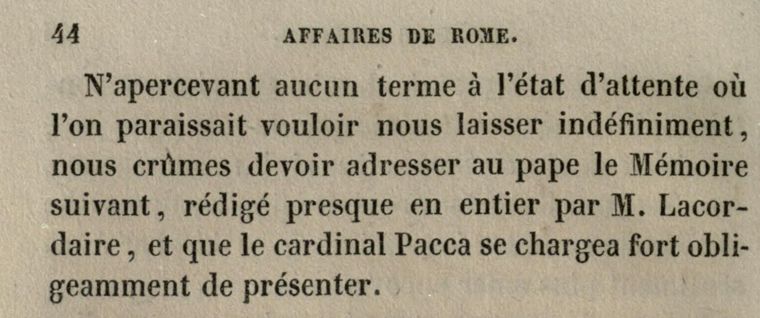 44 AFFAIRES DE ROME.
N'apercevant aucun terme à l'état d'attente où
l'on paraissait vouloir nous laisser indéfiniment,
nous crûmes devoir adresser au pape le Mémoire
suivant, rédigé presque en entier par M. Lacor-
daire, et que le cardinal Pacca se chargea fort obli-
geamment de présenter.